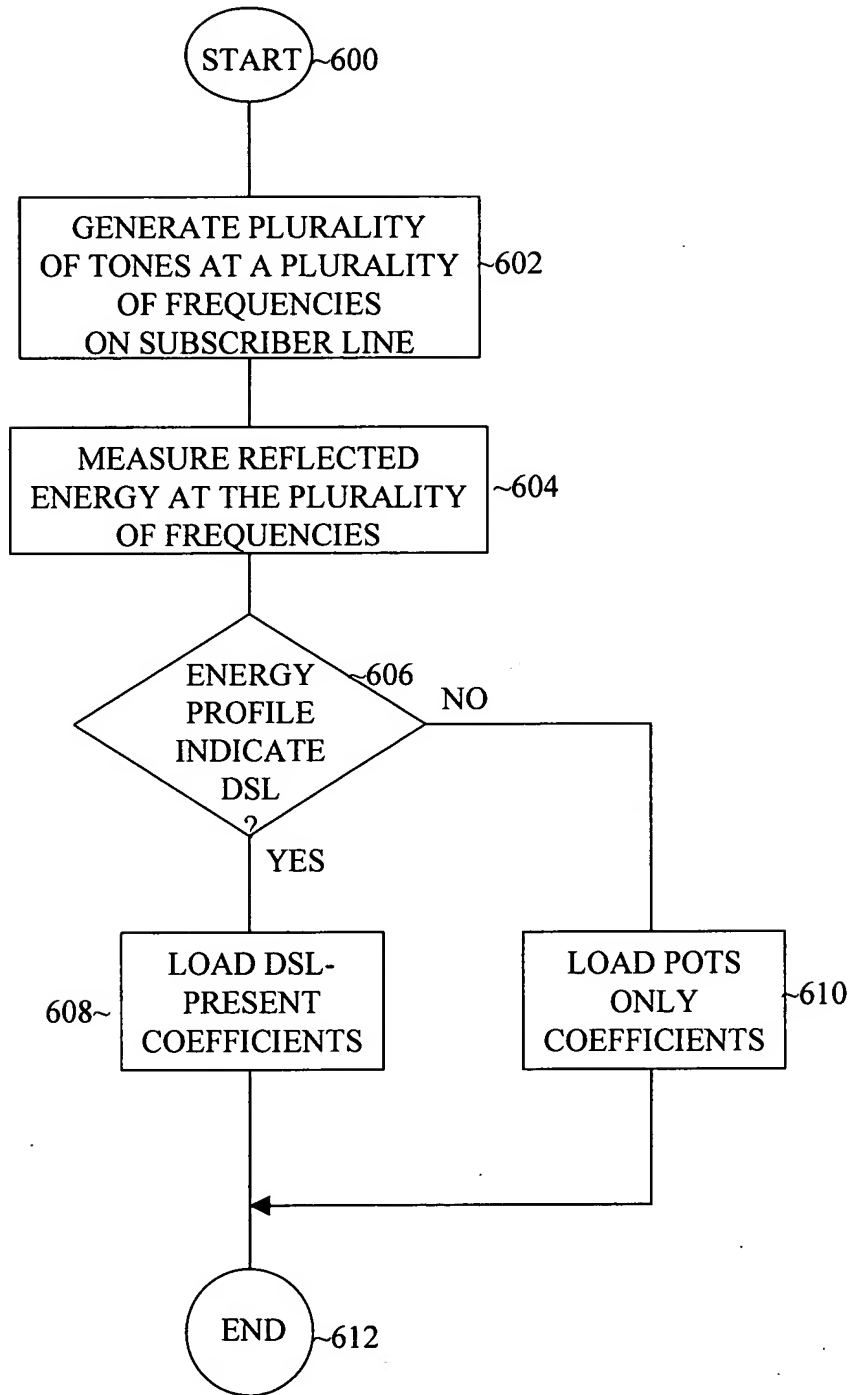 START ~600
GENERATE PLURALITY
OF TONES AT A PLURALITY
OF FREQUENCIES
ON SUBSCRIBER LINE
~602
MEASURE REFLECTED
ENERGY AT THE PLURALITY
OF FREQUENCIES
~604
ENERGY
PROFILE
INDICATE
DSL
?
~606
NO
YES
LOAD DSL-
PRESENT
COEFFICIENTS
608~
LOAD POTS
ONLY
COEFFICIENTS
~610
END ~612